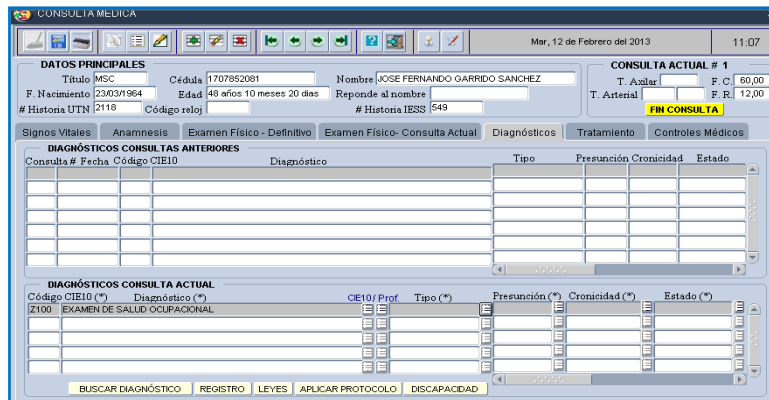 CONSULTA MEDICA
Mar, 12 de Febrero del 2013 11:07
DATOS PRINCIPALES
CONSULTA ACTUAL # 1
Título MSC Cédula 1707852081 Nombre JOSE FERNANDO GARRIDO SANCHEZ
T. Axilar F. C. 60,00
F. Nacimiento 23/03/1964 Edad 48 años 10 meses 20 dias Reponde al nombre
T. Arterial F. R. 12,00
# Historia UTN 2118 Código reloj # Historia IESS 549
FIN CONSULTA
Signos Vitales Anamnesis Examen Físico - Definitivo Examen Físico- Consulta Actual Diagnósticos Tratamiento Controles Médicos
DIAGNÓSTICOS CONSULTAS ANTERIORES
Consulta # Fecha Código CIE10 Diagnóstico Tipo Presunción Cronicidad Estado
DIAGNÓSTICOS CONSULTA ACTUAL
Código CIE10 (*) Diagnóstico (*) CIE10/ Prof. Tipo (*) Presunción (*) Cronicidad (*) Estado (*)
Z100 EXAMEN DE SALUD OCUPACIONAL
BUSCAR DIAGNÓSTICO REGISTRO LEYES APLICAR PROTOCOLO DISCAPACIDAD